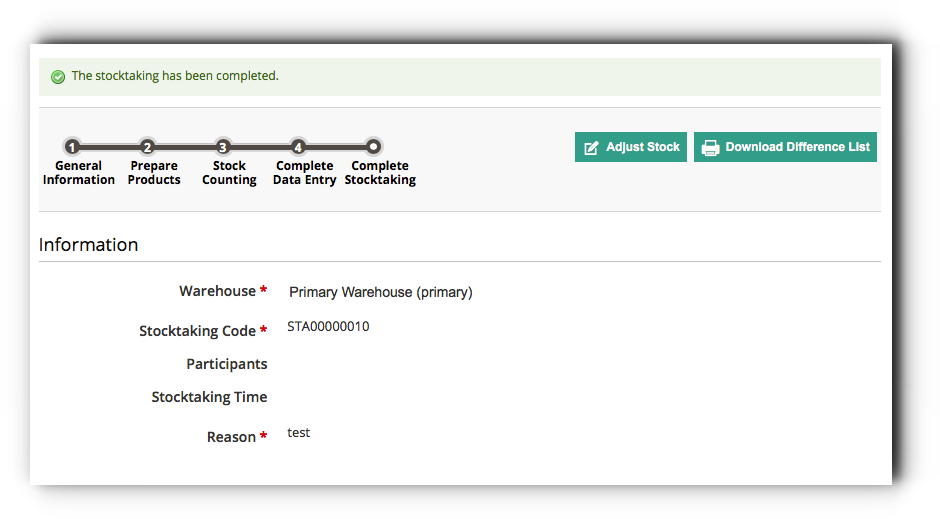 The stocktaking has been completed.
1 2 3 4
General Prepare Stock Complete Complete
Information Products Counting Data Entry Stocktaking
Adjust Stock
Download Difference List
Information
Warehouse * Primary Warehouse (primary)
Stocktaking Code * STA00000010
Participants
Stocktaking Time
Reason * test